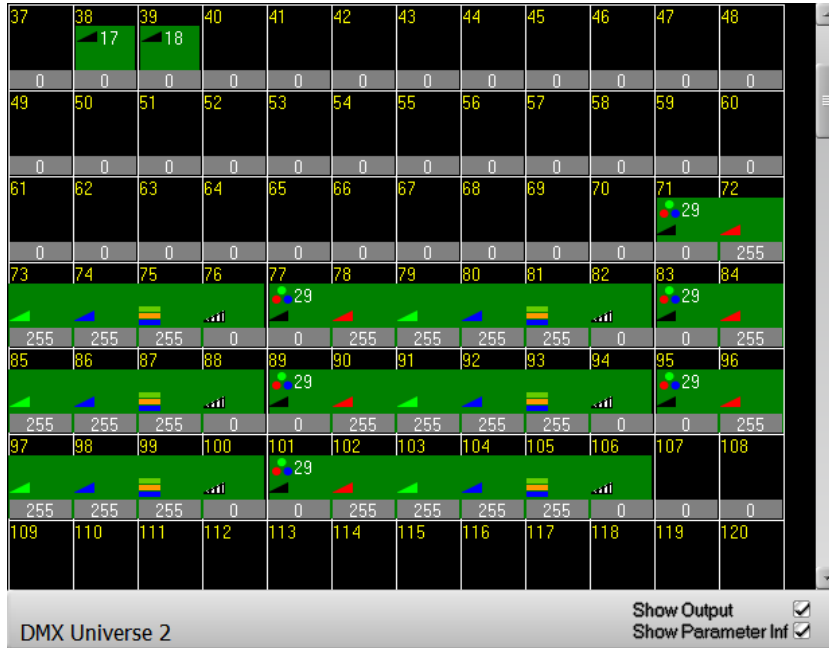 37 38 39 40 41 42 43 44 45 46 47 48
17 18
0 0 0 0 0 0 0 0 0 0 0 0
49 50 51 52 53 54 55 56 57 58 59 60
0 0 0 0 0 0 0 0 0 0 0 0
61 62 63 64 65 66 67 68 69 70 71 72
29
0 0 0 0 0 0 0 0 0 0 0 255
73 74 75 76 77 78 79 80 81 82 83 84
29 29
255 255 255 0 0 255 255 255 255 0 0 255
85 86 87 88 89 90 91 92 93 94 95 96
29 29
255 255 255 0 0 255 255 255 255 0 0 255
97 98 99 100 101 102 103 104 105 106 107 108
29
255 255 255 0 0 255 255 255 255 0 0 0
109 110 111 112 113 114 115 116 117 118 119 120
Show Output
DMX Universe 2
Show Parameter Inf